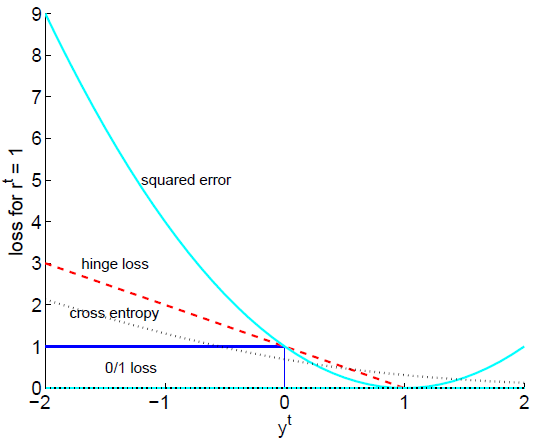 9
8
7
6
5
4
3
2
1
0
loss for r^t = 1
squared error
hinge loss
cross entropy
0/1 loss
−2 −1 0 1 2
y^t